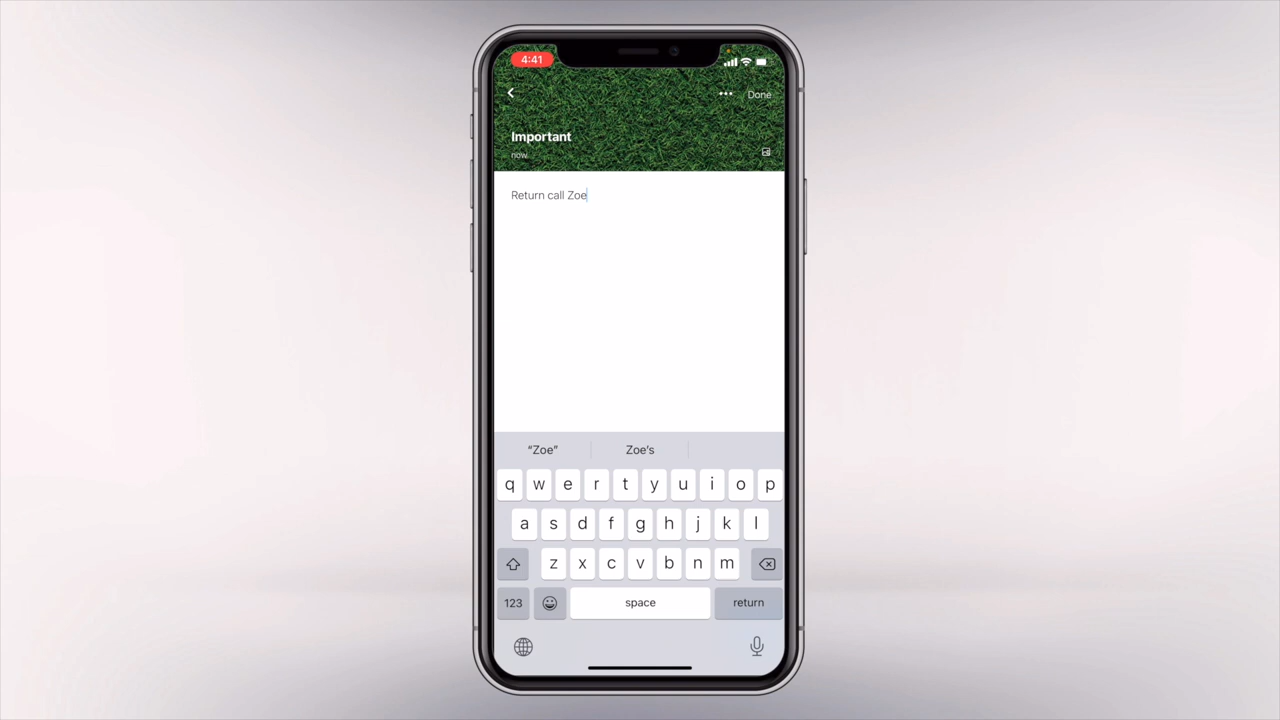 4:41
Done
Important
now
Return call Zoe
“Zoe” Zoe's
q w e r t y u i o p
a s d f g h j k l
z x c v b n m
123 space return